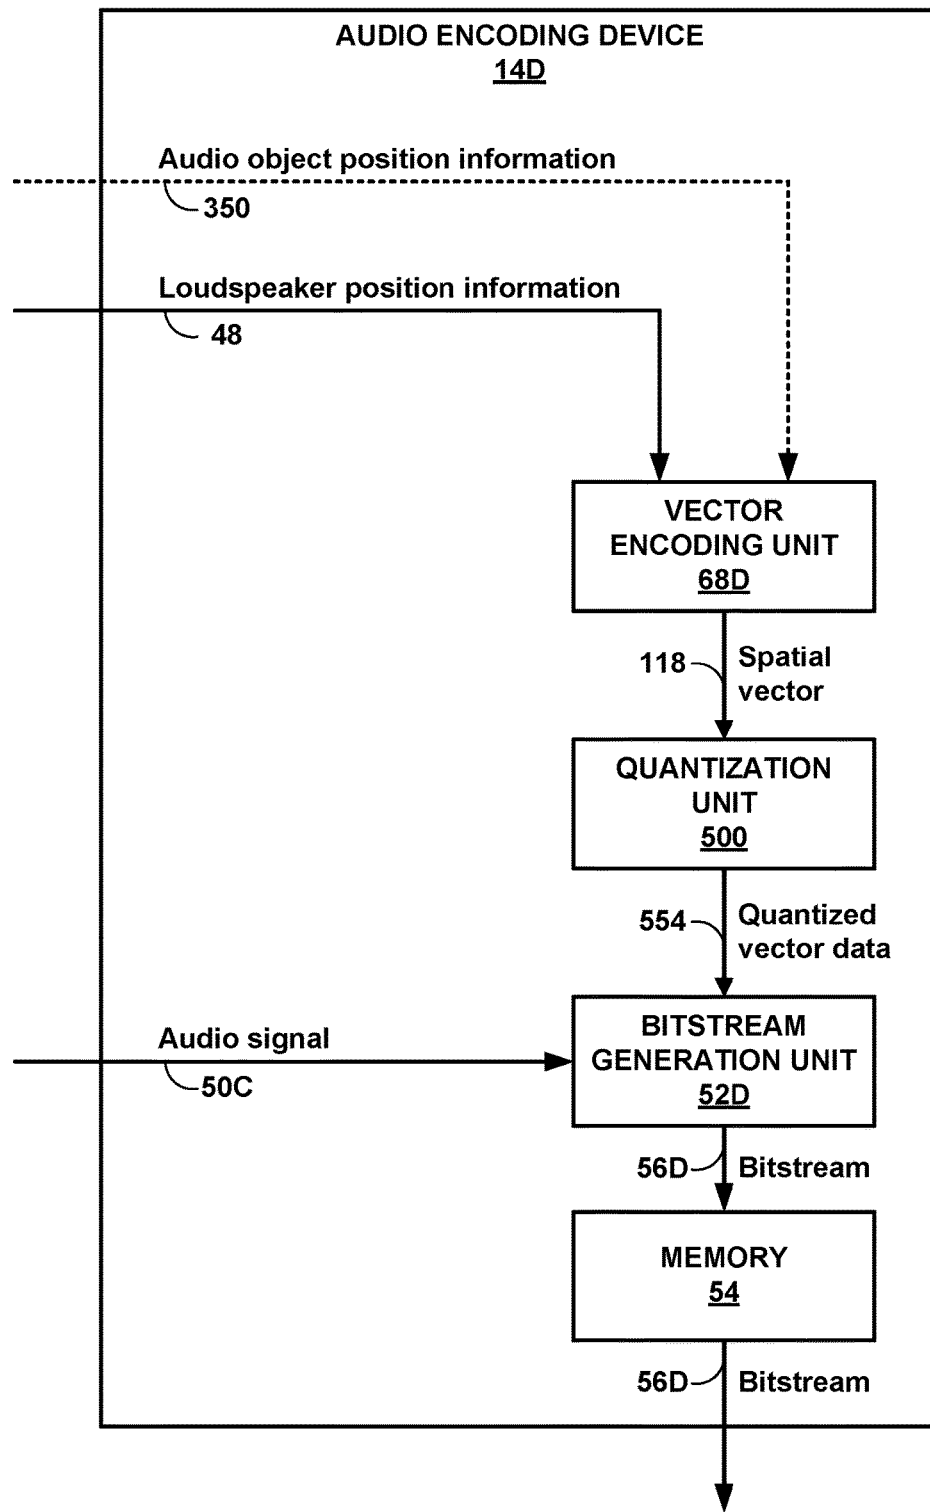 AUDIO ENCODING DEVICE
14D
Audio object position information
350
Loudspeaker position information
48
VECTOR
ENCODING UNIT
68D
118
Spatial
vector
QUANTIZATION
UNIT
500
554
Quantized
vector data
Audio signal
50C
BITSTREAM
GENERATION UNIT
52D
56D
Bitstream
MEMORY
54
56D
Bitstream